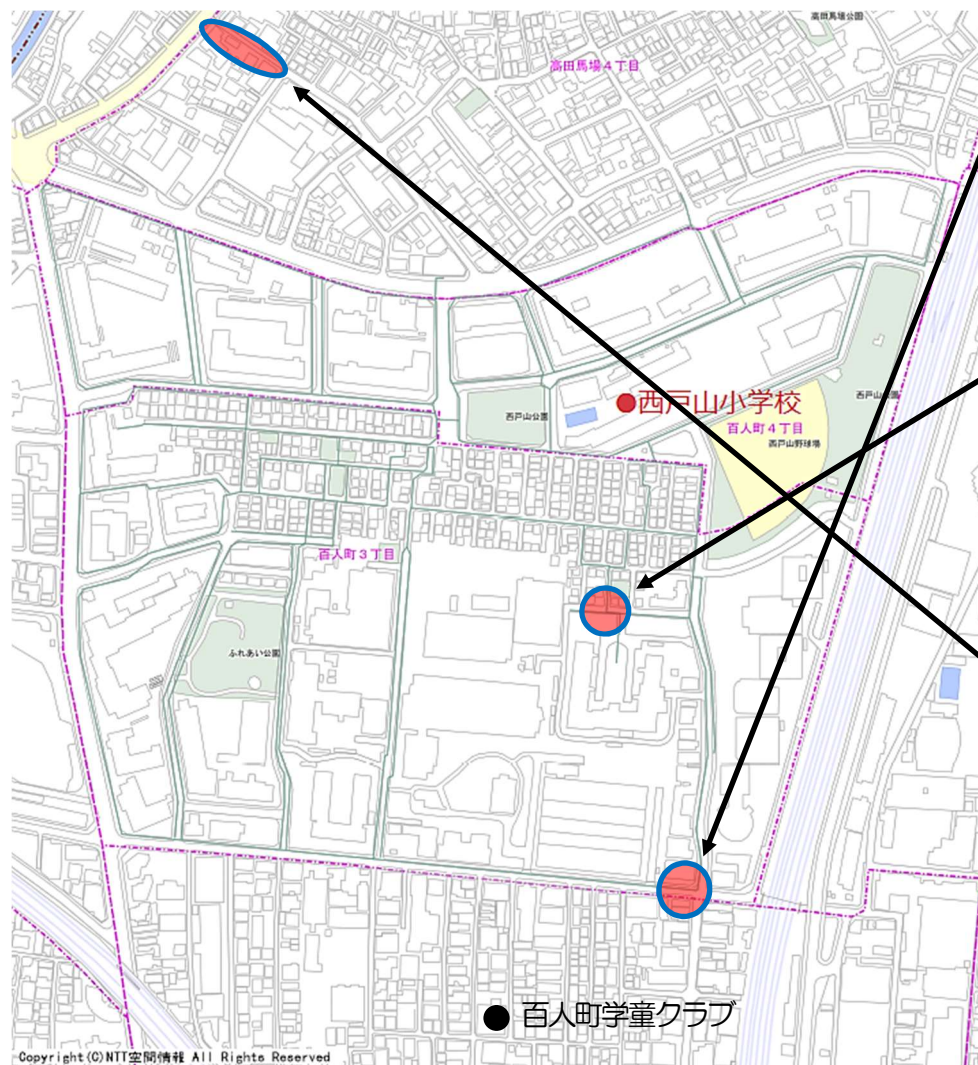 高田馬場公園
高田馬場4丁目
西戸山小学校
西戸山公園
西戸山公園
百人町4丁目
西戸山野球場
百人町3丁目
ふれあい公園
百人町学童クラブ
Copyright(C)NTT空間情報 All Rights Reserved